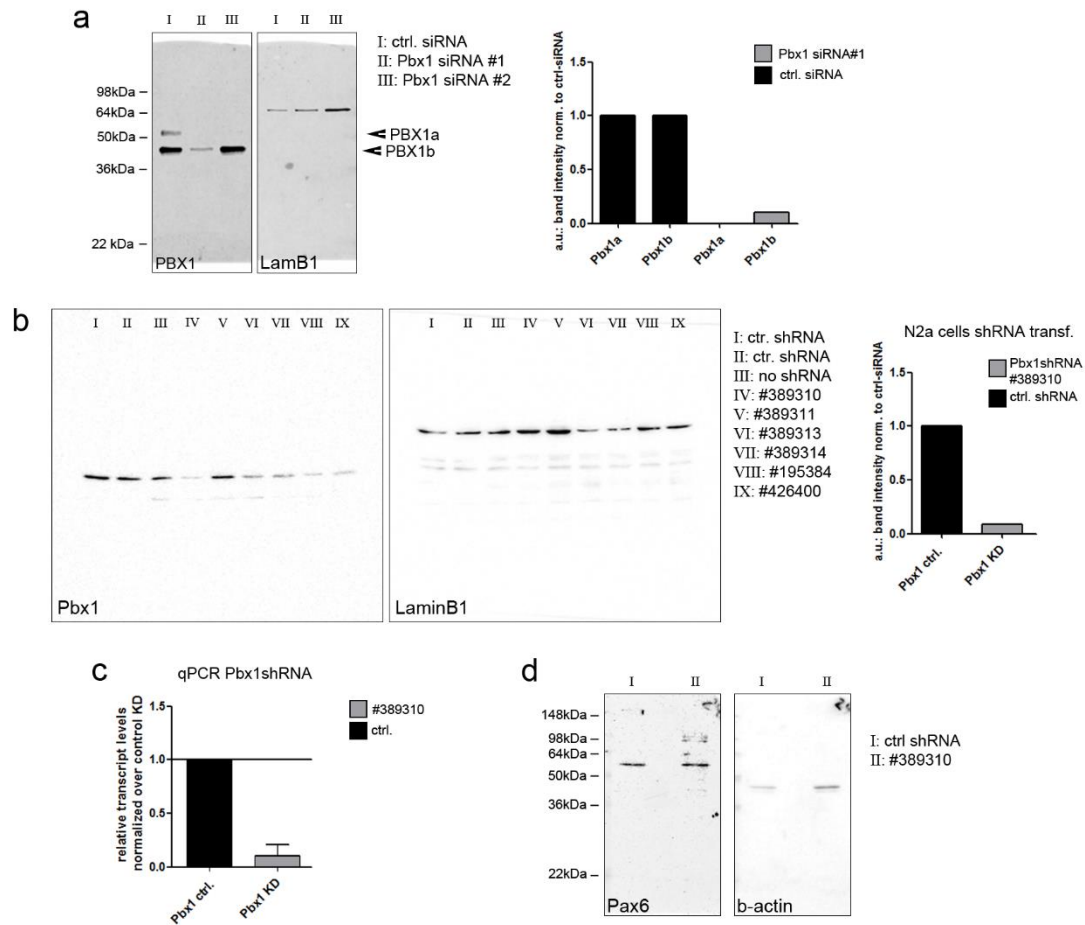 a
I II III I II III
I: ctrl. siRNA
II: Pbx1 siRNA #1
III: Pbx1 siRNA #2
98kDa
64kDa
50kDa
36kDa
22 kDa
PBX1a
PBX1b
PBX1
LamB1
Pbx1 siRNA#1
ctrl. siRNA
a.u.: band intensity norm. to ctrl-siRNA
1.5
1.0
0.5
0.0
Pbx1a Pbx1b Pbx1a Pbx1b
b
I II III IV V VI VII VIII IX
I II III IV V VI VII VIII IX
Pbx1
LaminB1
I: ctr. shRNA
II: ctr. shRNA
III: no shRNA
IV: #389310
V: #389311
VI: #389313
VII: #389314
VIII: #195384
IX: #426400
N2a cells shRNA transf.
Pbx1shRNA
#389310
ctrl. shRNA
a.u.: band intensity norm. to ctrl-siRNA
1.5
1.0
0.5
0.0
Pbx1 ctrl. Pbx1 KD
c
qPCR Pbx1shRNA
#389310
ctrl.
relative transcript levels
normalized over control KD
1.5
1.0
0.5
0.0
Pbx1 ctrl. Pbx1 KD
d
I II I II
148kDa
98kDa
64kDa
50kDa
36kDa
22kDa
Pax6
b-actin
I: ctrl shRNA
II: #389310